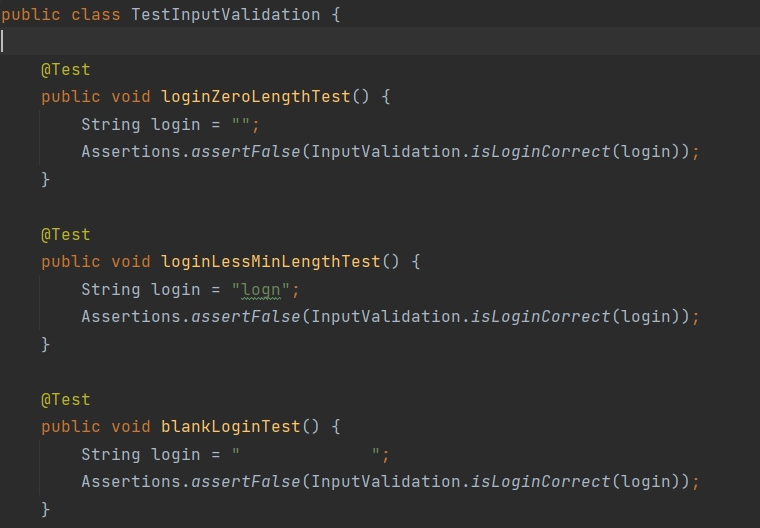 public class TestInputValidation {
@Test
public void loginZeroLengthTest() {
String login = "";
Assertions.assertFalse(InputValidation.isLoginCorrect(login));
}
@Test
public void loginLessMinLengthTest() {
String login = "logn";
Assertions.assertFalse(InputValidation.isLoginCorrect(login));
}
@Test
public void blankLoginTest() {
String login = "             ";
Assertions.assertFalse(InputValidation.isLoginCorrect(login));
}